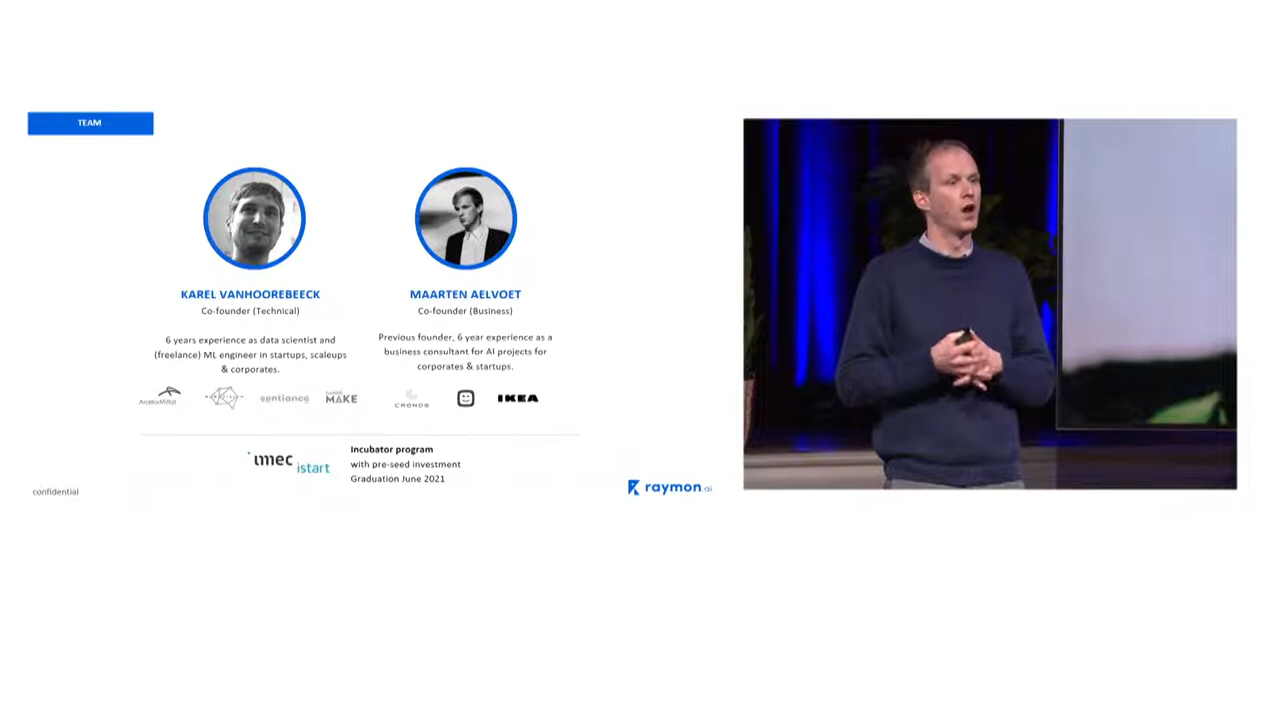 TEAM
KAREL VANHOOREBEECK
Co-founder (Technical)
6 years experience as data scientist and
(freelance) ML engineer in startups, scaleups
& corporates.
ArcelorMittal
sentiance
MAKE
MAARTEN AELVOET
Co-founder (Business)
Previous founder, 6 year experience as a
business consultant for AI projects for
corporates & startups.
CRONOS
IKEA
imec
istart
Incubator program
with pre-seed investment
Graduation June 2021
confidential
raymon.ai